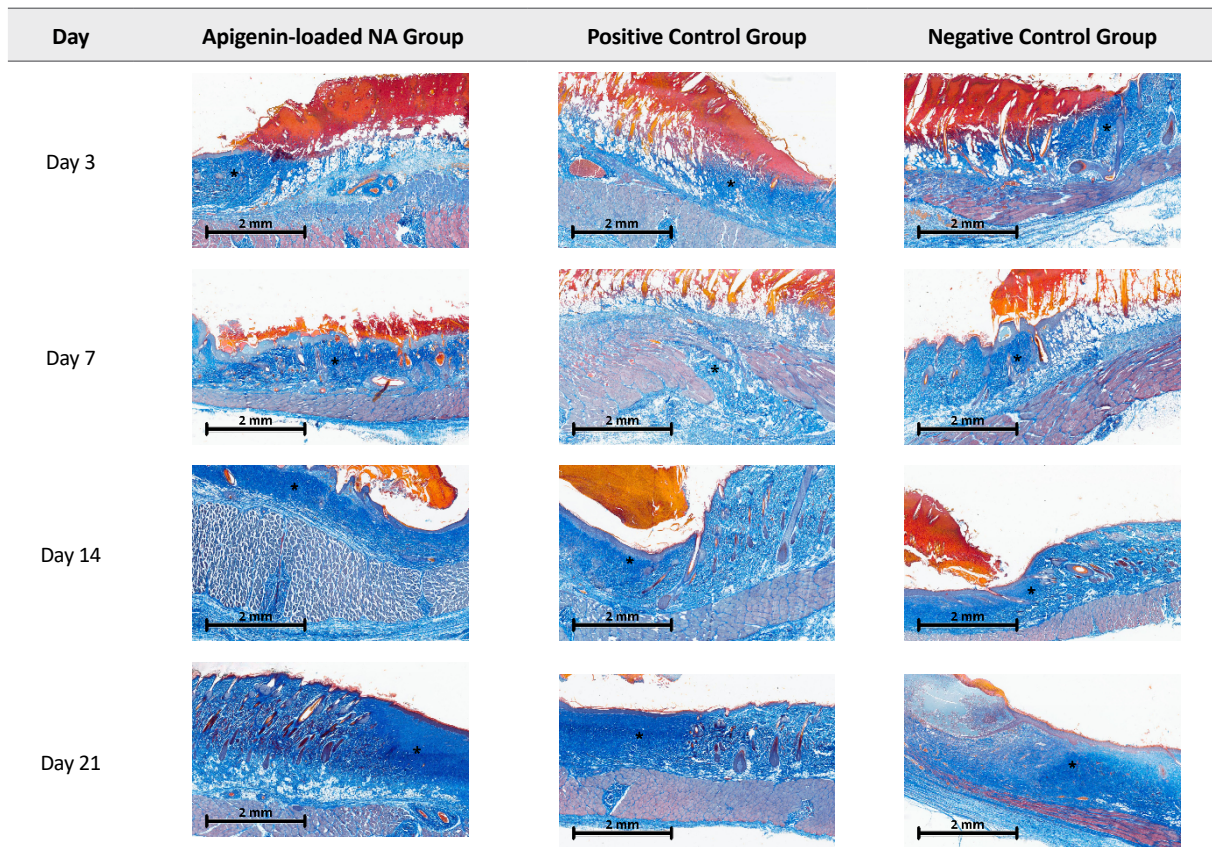 Day Apigenin-loaded NA Group Positive Control Group Negative Control Group
Day 3
* * *
2 mm 2 mm 2 mm
Day 7
* * *
2 mm 2 mm 2 mm
Day 14
* * *
2 mm 2 mm 2 mm
Day 21
* * *
2 mm 2 mm 2 mm